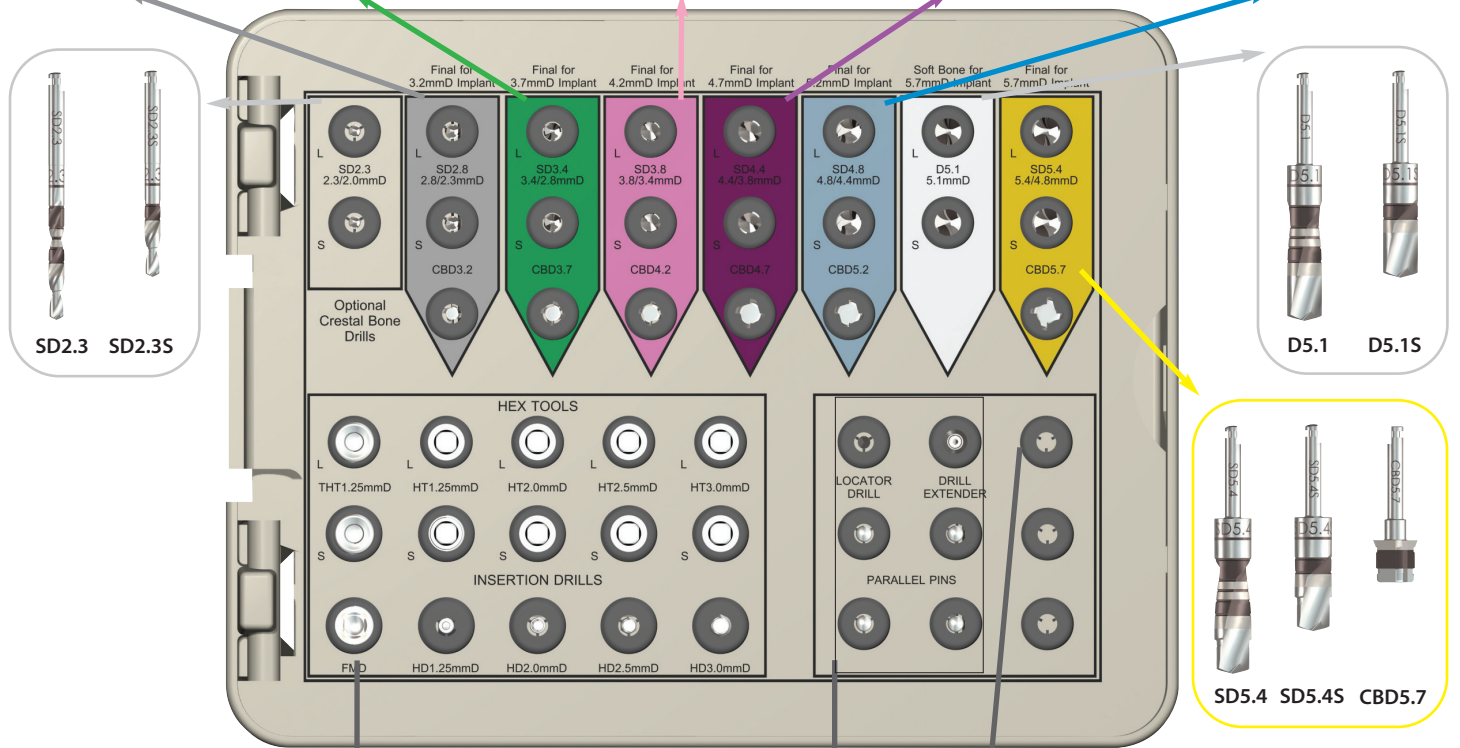 Final for
3.2mmD Implant
Final for
3.7mmD Implant
Final for
4.2mmD Implant
Final for
4.7mmD Implant
Final for
5.2mmD Implant
Soft Bone for
5.7mmD Implant
Final for
5.7mmD Implant
L
SD2.3
2.3/2.0mmD
L
SD2.8
2.8/2.3mmD
L
SD3.4
3.4/2.8mmD
L
SD3.8
3.8/3.4mmD
L
SD4.4
4.4/3.8mmD
L
SD4.8
4.8/4.4mmD
L
D5.1
5.1mmD
L
SD5.4
5.4/4.8mmD
S
S
S
S
S
S
S
S
CBD3.2
CBD3.7
CBD4.2
CBD4.7
CBD5.2
CBD5.7
Optional
Crestal Bone
Drills
SD2.3
SD2.3S
SD2.3 SD2.3S
D5.1
D5.1S
D5.1
D5.1S
D5.1 D5.1S
HEX TOOLS
L
L
L
L
L
THT1.25mmD
HT1.25mmD
HT2.0mmD
HT2.5mmD
HT3.0mmD
S
S
S
S
S
INSERTION DRILLS
FMD
HD1.25mmD
HD2.0mmD
HD2.5mmD
HD3.0mmD
LOCATOR
DRILL
DRILL
EXTENDER
PARALLEL PINS
SD5.4
SD5.4S
CBD5.7
SD5.4
SD5.4 SD5.4S CBD5.7